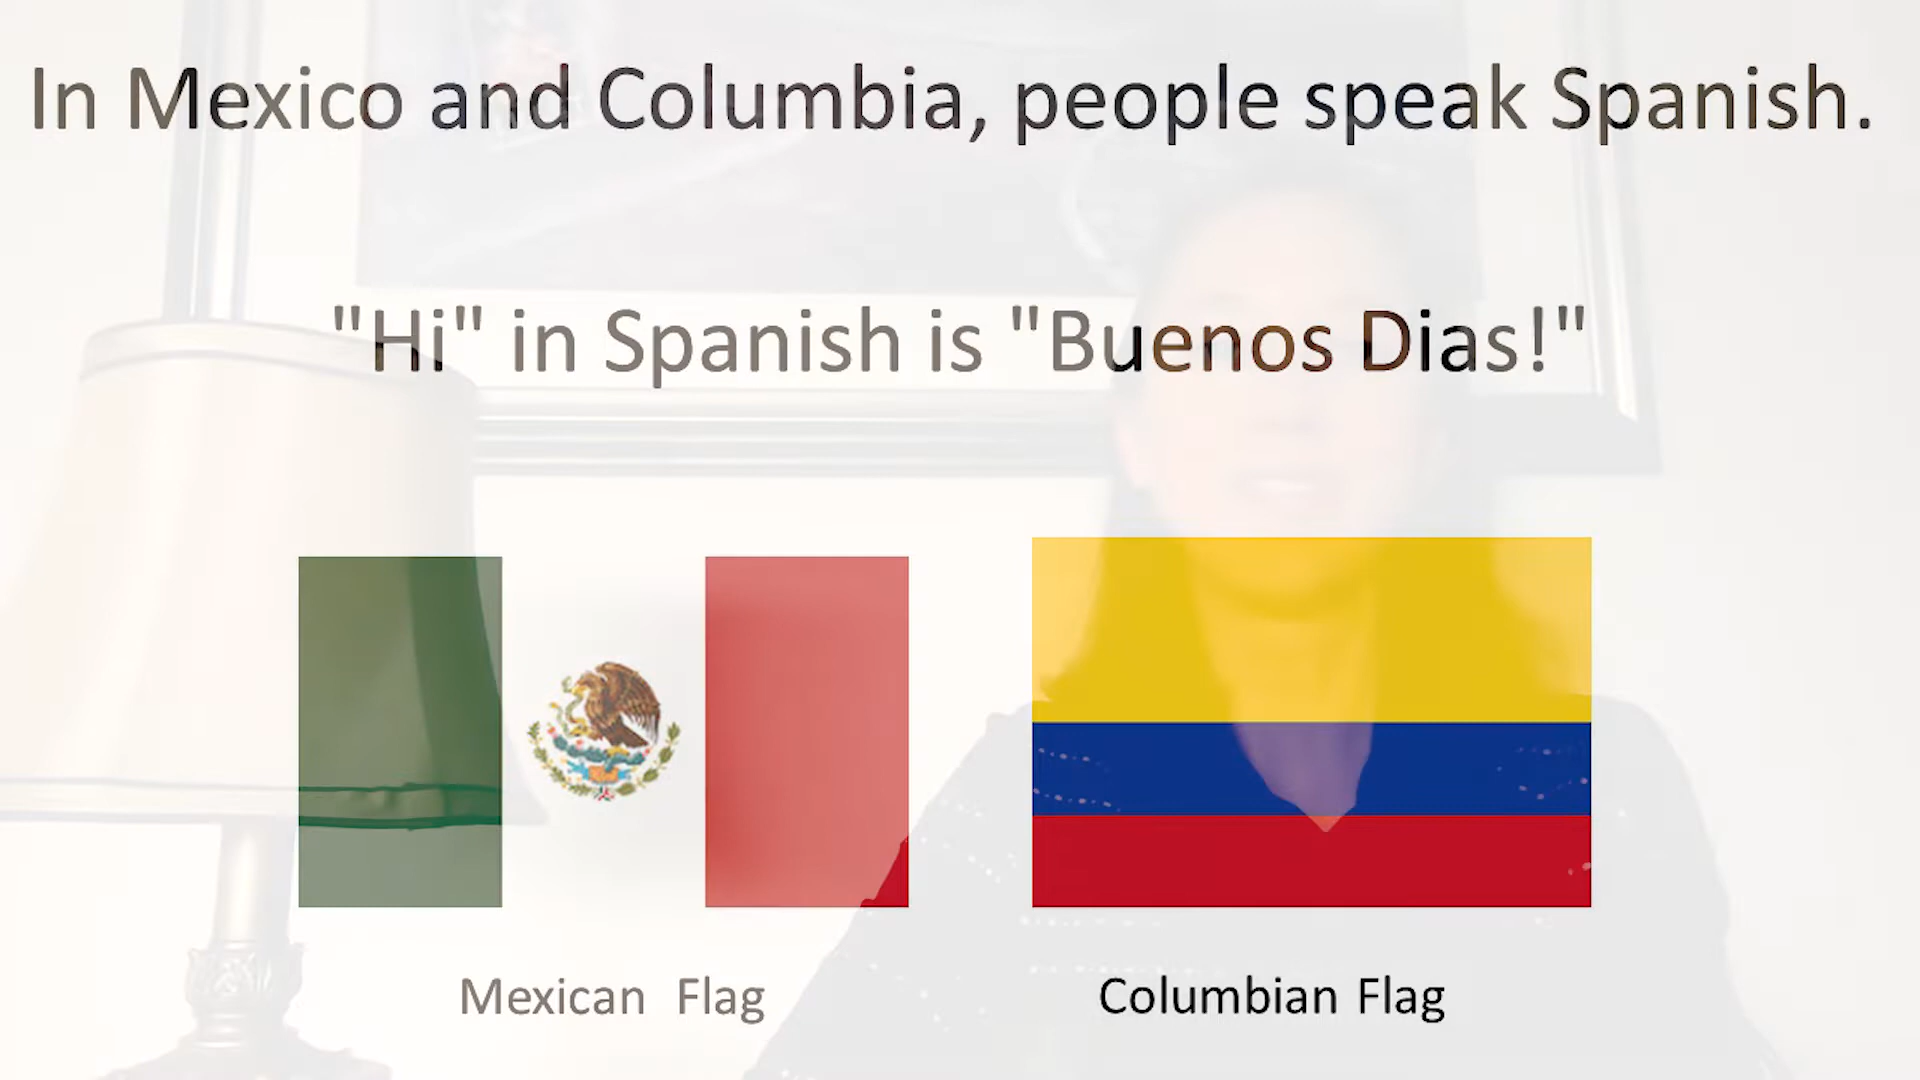 In Mexico and Columbia, people speak Spanish.
"Hi" in Spanish is "Buenos Dias!"
Mexican Flag
Columbian Flag